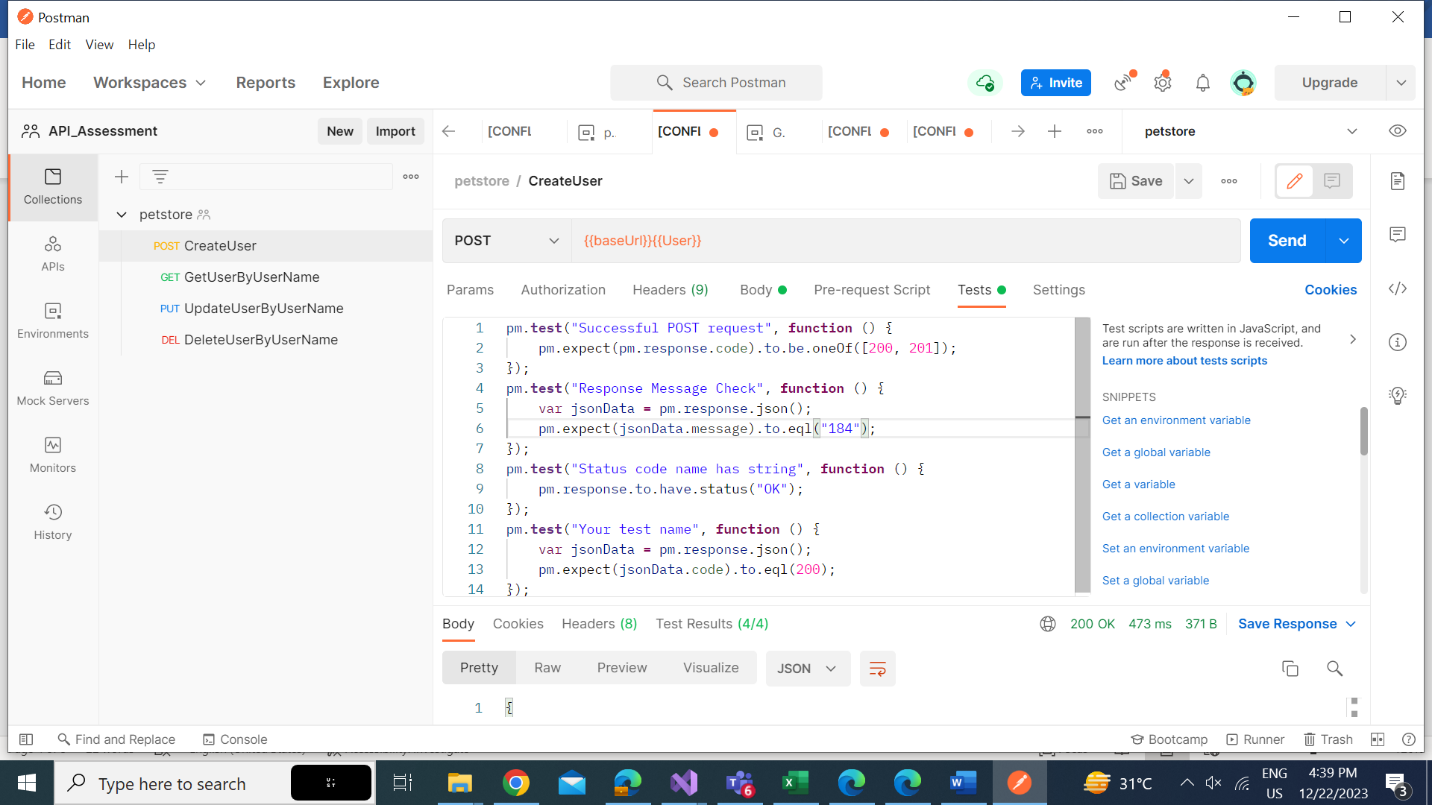 Postman
File Edit View Help
Home Workspaces Reports Explore Search Postman Invite Upgrade
API_Assessment New Import [CONFL p. [CONFI G. [CONFL [CONFI petstore
Collections
APIs
Environments
Mock Servers
Monitors
History
petstore
POST CreateUser
GET GetUserByUserName
PUT UpdateUserByUserName
DEL DeleteUserByUserName
petstore / CreateUser Save
POST {{baseUrl}}{{User}} Send
Params Authorization Headers (9) Body Pre-request Script Tests Settings Cookies
1 pm.test("Successful POST request", function () {
2 pm.expect(pm.response.code).to.be.oneOf([200, 201]);
3 });
4 pm.test("Response Message Check", function () {
5 var jsonData = pm.response.json();
6 pm.expect(jsonData.message).to.eql("184");
7 });
8 pm.test("Status code name has string", function () {
9 pm.response.to.have.status("OK");
10 });
11 pm.test("Your test name", function () {
12 var jsonData = pm.response.json();
13 pm.expect(jsonData.code).to.eql(200);
14 });
Test scripts are written in JavaScript, and
are run after the response is received.
Learn more about tests scripts
SNIPPETS
Get an environment variable
Get a global variable
Get a variable
Get a collection variable
Set an environment variable
Set a global variable
Body Cookies Headers (8) Test Results (4/4) 200 OK 473 ms 371 B Save Response
Pretty Raw Preview Visualize JSON
1 {
Find and Replace Console Bootcamp Runner Trash
Type here to search 6 31°C ENG 4:39 PM
US 12/22/2023 3